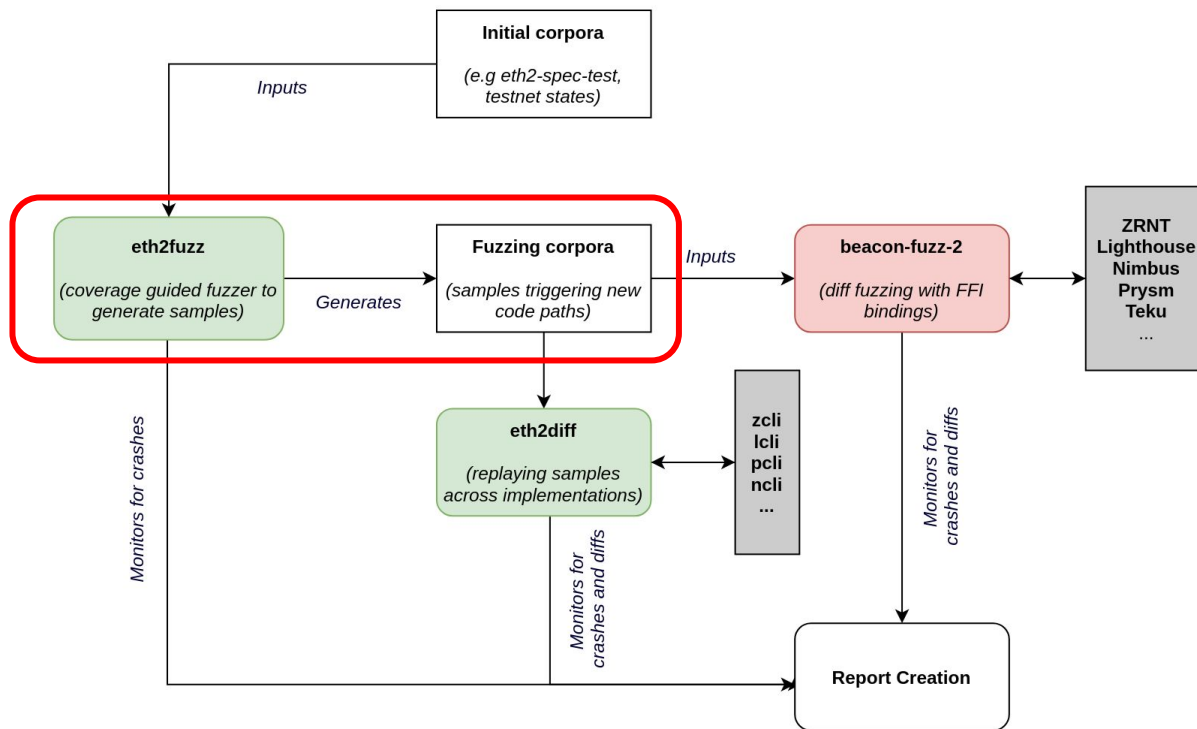 Initial corpora
(e.g eth2-spec-test,
testnet states)
Inputs
eth2fuzz
(coverage guided fuzzer to
generate samples)
Generates
Fuzzing corpora
(samples triggering new
code paths)
Inputs
beacon-fuzz-2
(diff fuzzing with FFI
bindings)
ZRNT
Lighthouse
Nimbus
Prysm
Teku
...
Monitors for crashes
eth2diff
(replaying samples
across implementations)
zcli
lcli
pcli
ncli
...
Monitors for
crashes and diffs
Monitors for
crashes and diffs
Report Creation